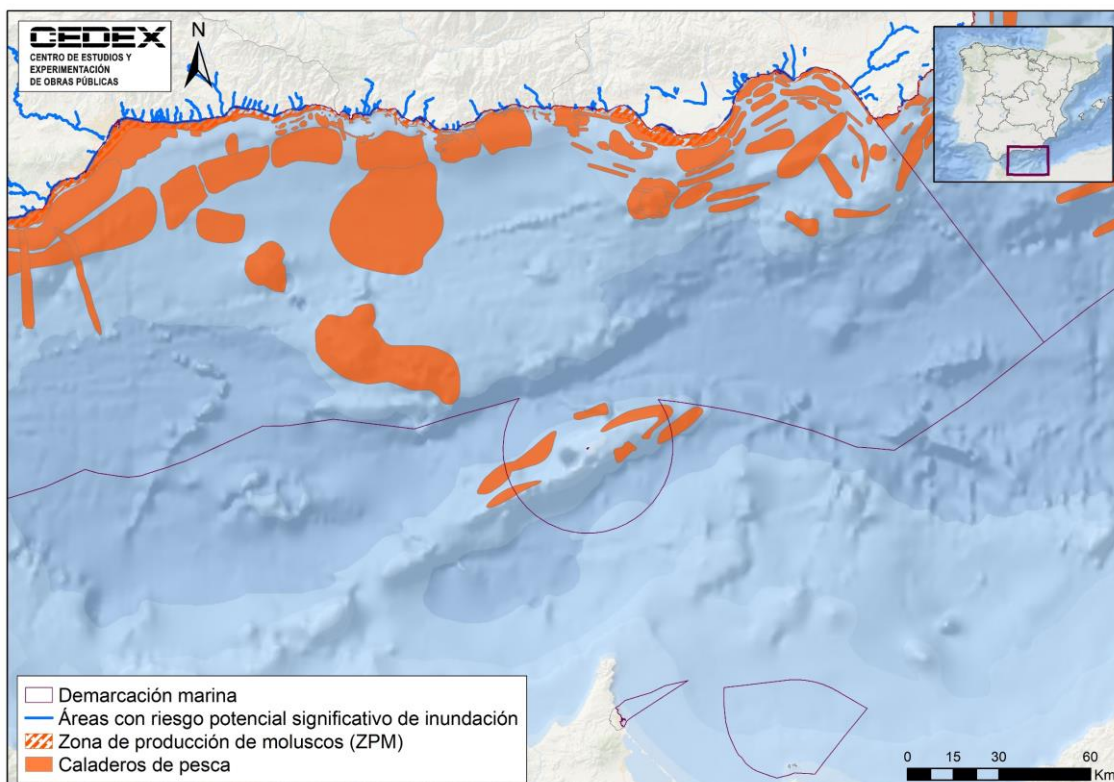 CEDEX
CENTRO DE ESTUDIOS Y
EXPERIMENTACIÓN
DE OBRAS PÚBLICAS
N
Demarcación marina
Áreas con riesgo potencial significativo de inundación
Zona de producción de moluscos (ZPM)
Caladeros de pesca
0 15 30 60
Km